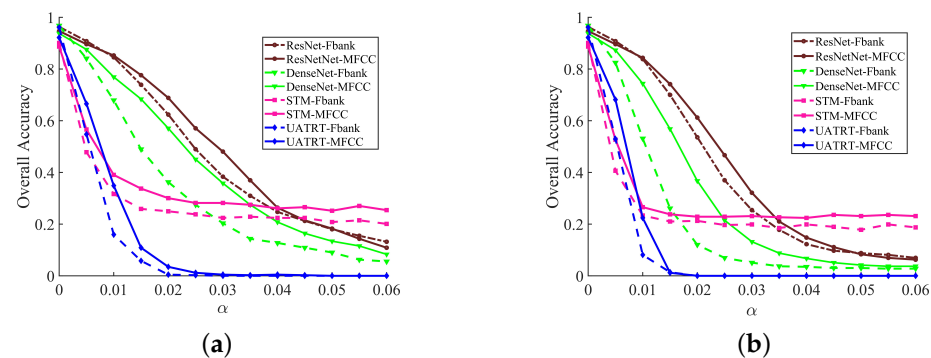 1
0.8
0.6
0.4
0.2
0
Overall Accuracy
0 0.01 0.02 0.03 0.04 0.05 0.06
α
ResNet-Fbank
ResNetNet-MFCC
DenseNet-Fbank
DenseNet-MFCC
STM-Fbank
STM-MFCC
UATRT-Fbank
UATRT-MFCC
(a)
1
0.8
0.6
0.4
0.2
0
Overall Accuracy
0 0.01 0.02 0.03 0.04 0.05 0.06
α
ResNet-Fbank
ResNetNet-MFCC
DenseNet-Fbank
DenseNet-MFCC
STM-Fbank
STM-MFCC
UATRT-Fbank
UATRT-MFCC
(b)